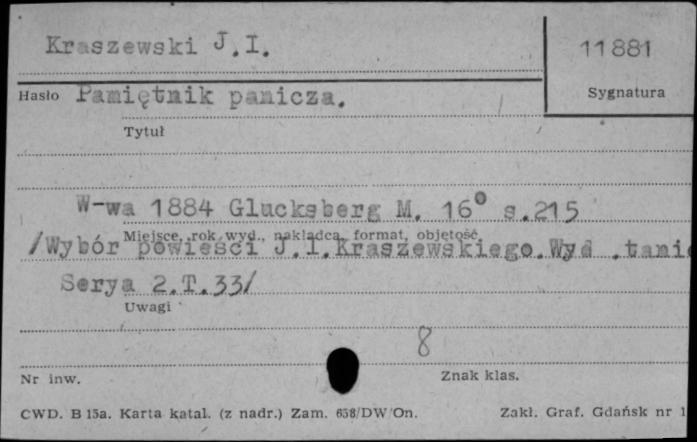 Kraszewski J.I.
11881
Hasło Pamiętnik panicza.
Sygnatura
Tytuł
W-wa 1884 Glucksberg M. 16° s.215
Miejsce, rok wyd., nakładca, format, objętość
/Wybór powieści J.I.Kraszewskiego.Wyd .tanie
Serya 2.T.33/
Uwagi
8
Nr inw.
Znak klas.
CWD. B 15a. Karta katal. (z nadr.) Zam. 658/DW/On.
Zakł. Graf. Gdańsk nr 1